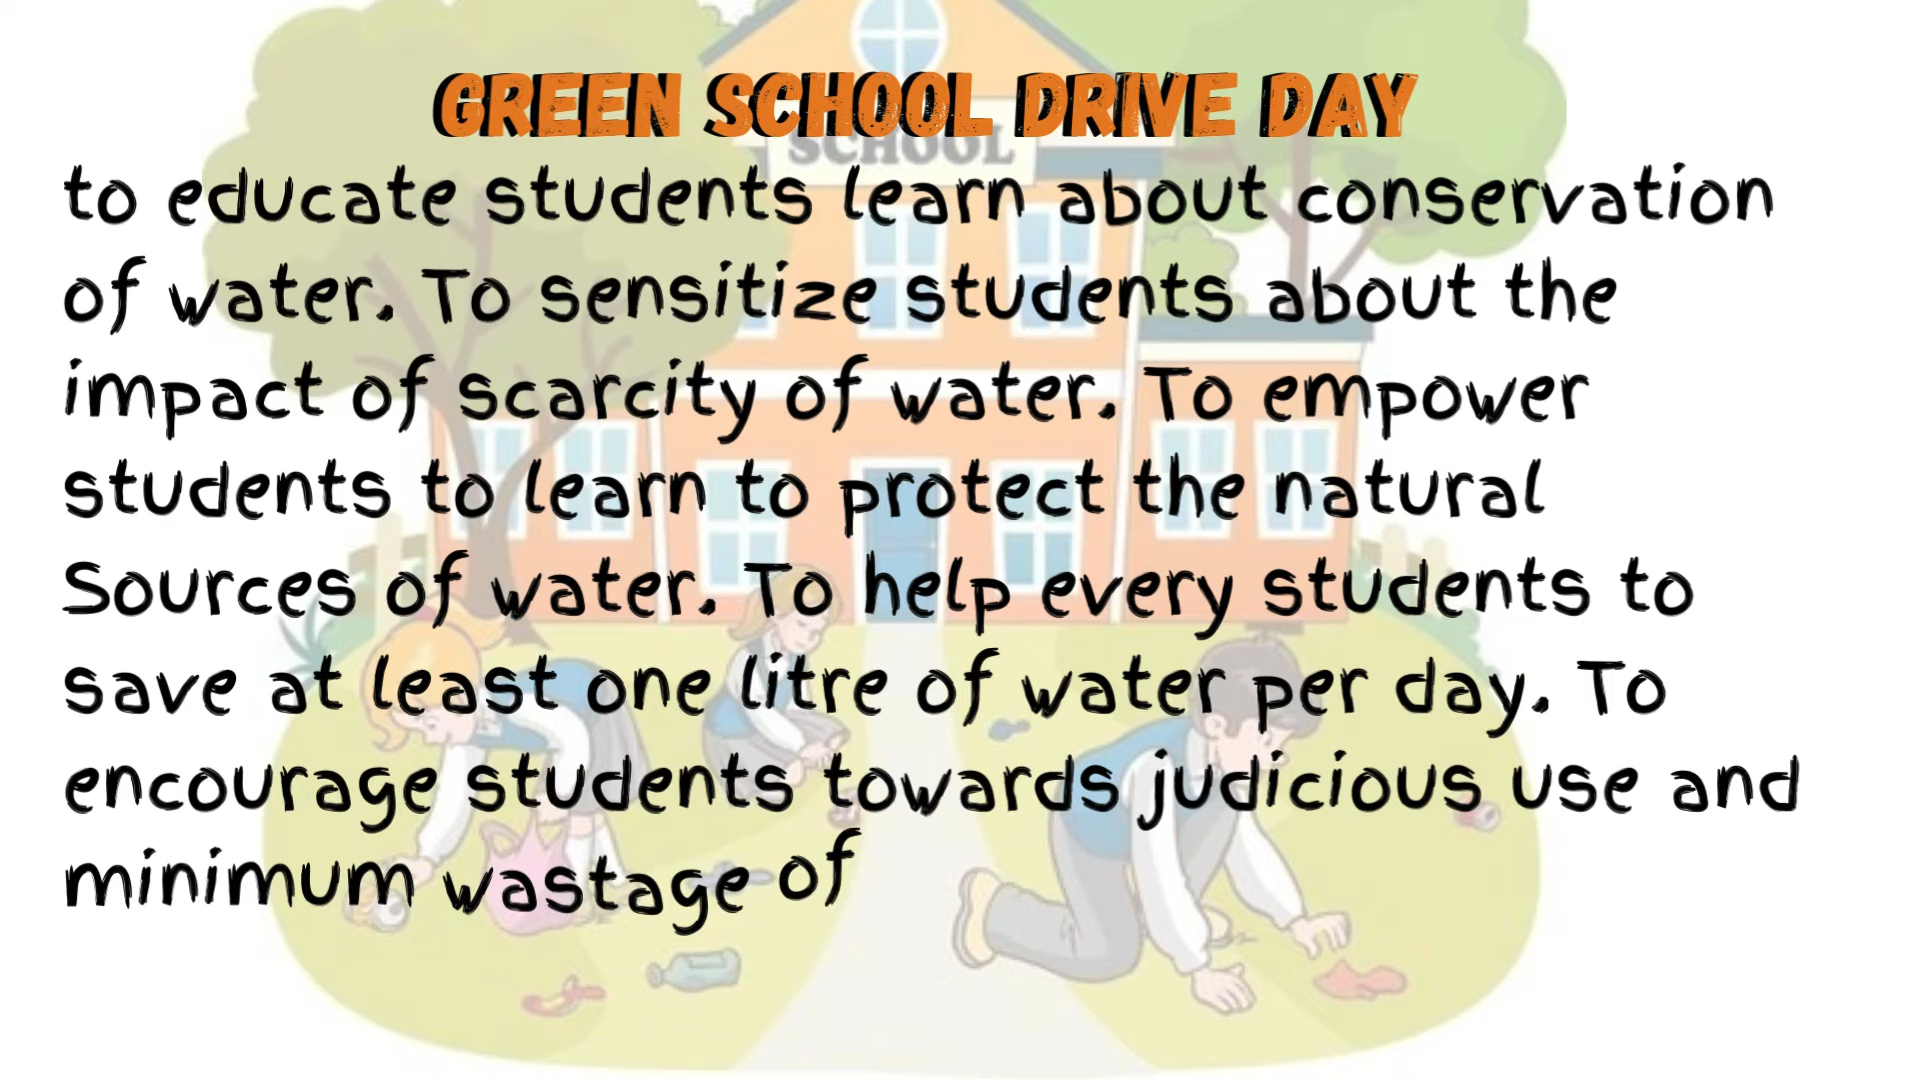 GREEN SCHOOL DRIVE DAY
SCHOOL
to educate students learn about conservation
of water. To sensitize students about the
impact of scarcity of water. To empower
students to learn to protect the natural
Sources of water. To help every students to
save at least one litre of water per day. To
encourage students towards judicious use and
minimum wastage of